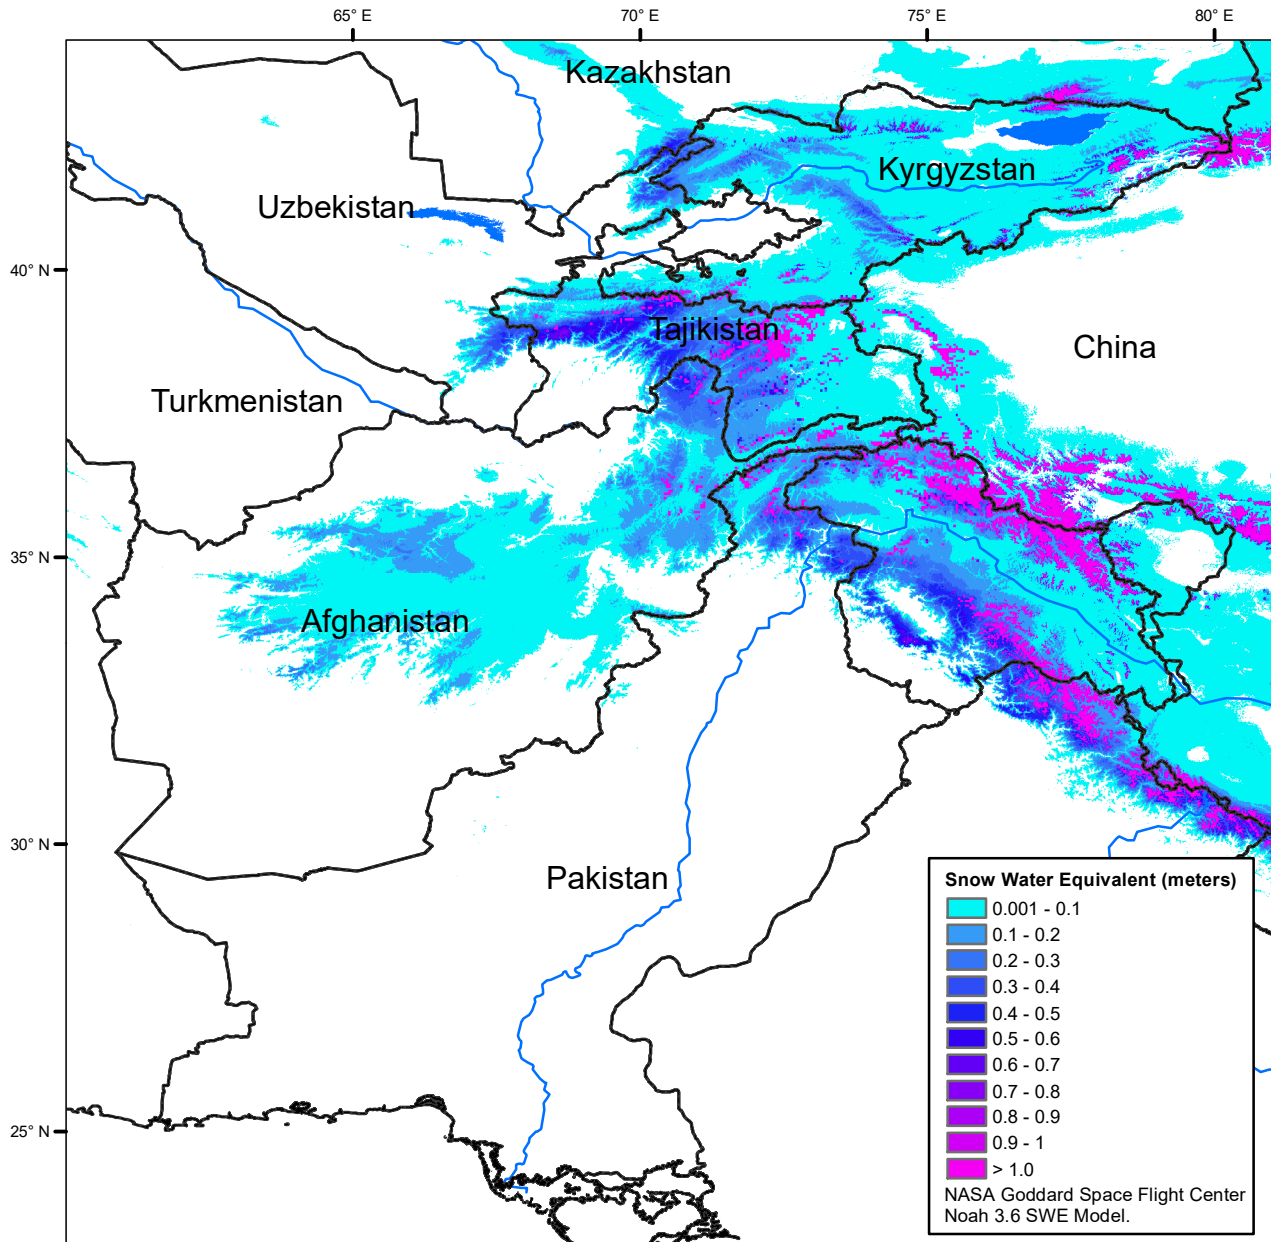 65° E
70° E
75° E
80° E
Kazakhstan
Kyrgyzstan
Uzbekistan
40° N
Tajikistan
China
Turkmenistan
35° N
Afghanistan
30° N
Pakistan
25° N
Snow Water Equivalent (meters)
0.001 - 0.1
0.1 - 0.2
0.2 - 0.3
0.3 - 0.4
0.4 - 0.5
0.5 - 0.6
0.6 - 0.7
0.7 - 0.8
0.8 - 0.9
0.9 - 1
> 1.0
NASA Goddard Space Flight Center
Noah 3.6 SWE Model.